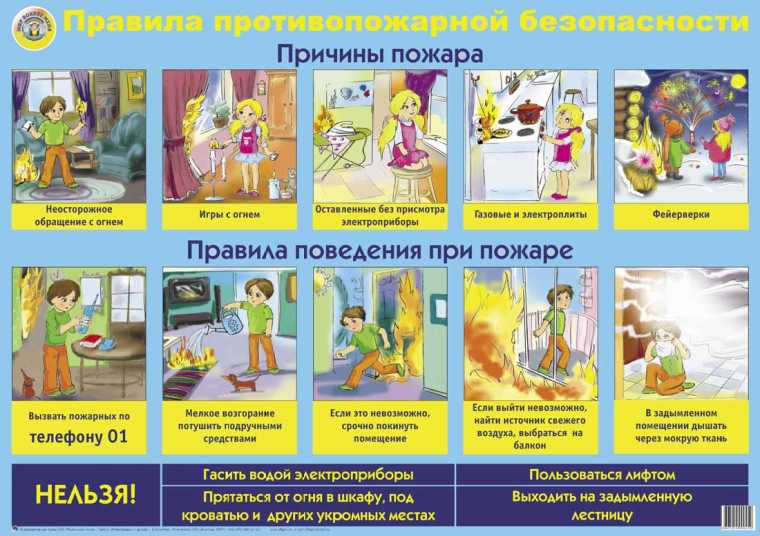 Правила противопожарной безопасности
Причины пожара
Неосторожное
обращение с огнем
Игры с огнем
Оставленные без присмотра
электроприборы
Газовые и электроплиты
Фейерверки
Правила поведения при пожаре
Вызвать пожарных по
телефону 01
Мелкое возгорание
потушить подручными
средствами
Если это невозможно,
срочно покинуть
помещение
Если выйти невозможно,
найти источник свежего
воздуха, выбраться на
балкон
В задымленном
помещении дышать
через мокрую ткань
НЕЛЬЗЯ!
Гасить водой электроприборы
Пользоваться лифтом
Прятаться от огня в шкафу, под
кроватью и других укромных местах
Выходить на задымленную
лестницу